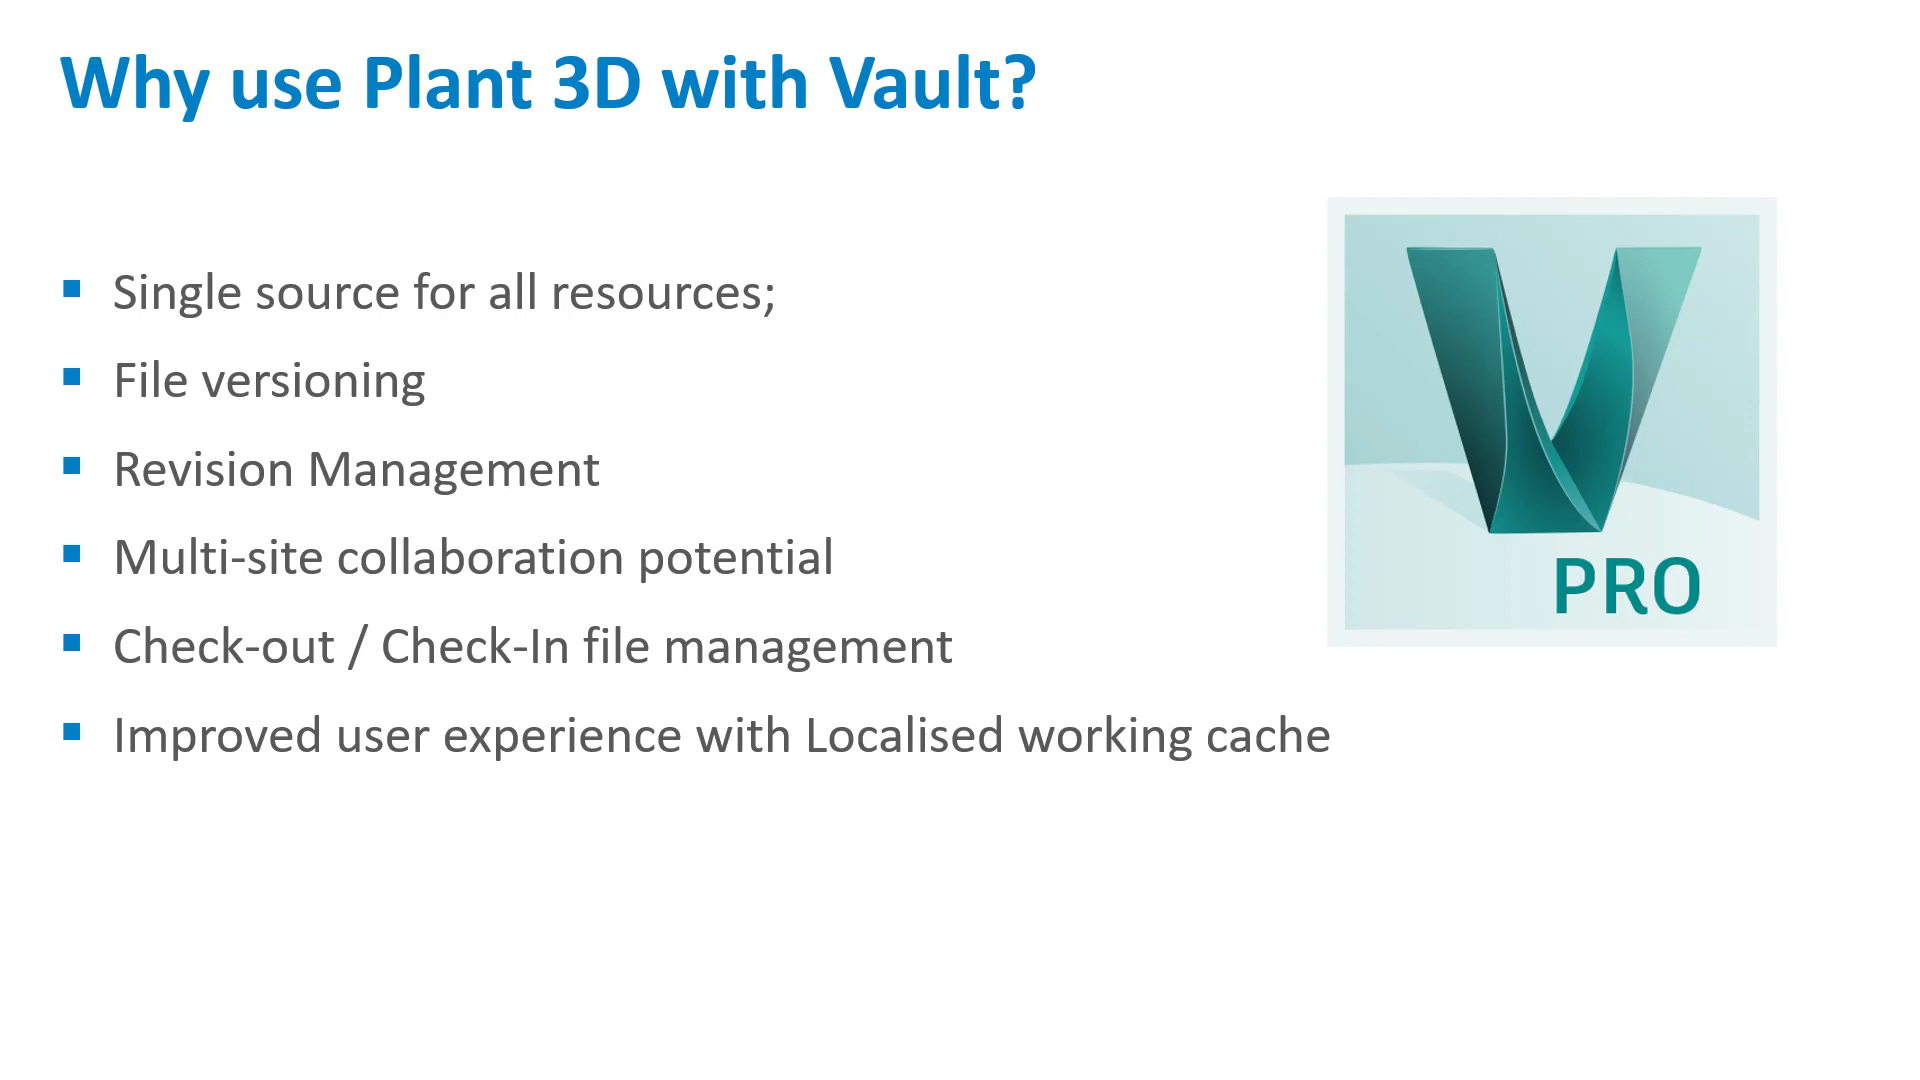 Why use Plant 3D with Vault?
Single source for all resources;
File versioning
Revision Management
Multi-site collaboration potential
Check-out / Check-In file management
Improved user experience with Localised working cache
PRO